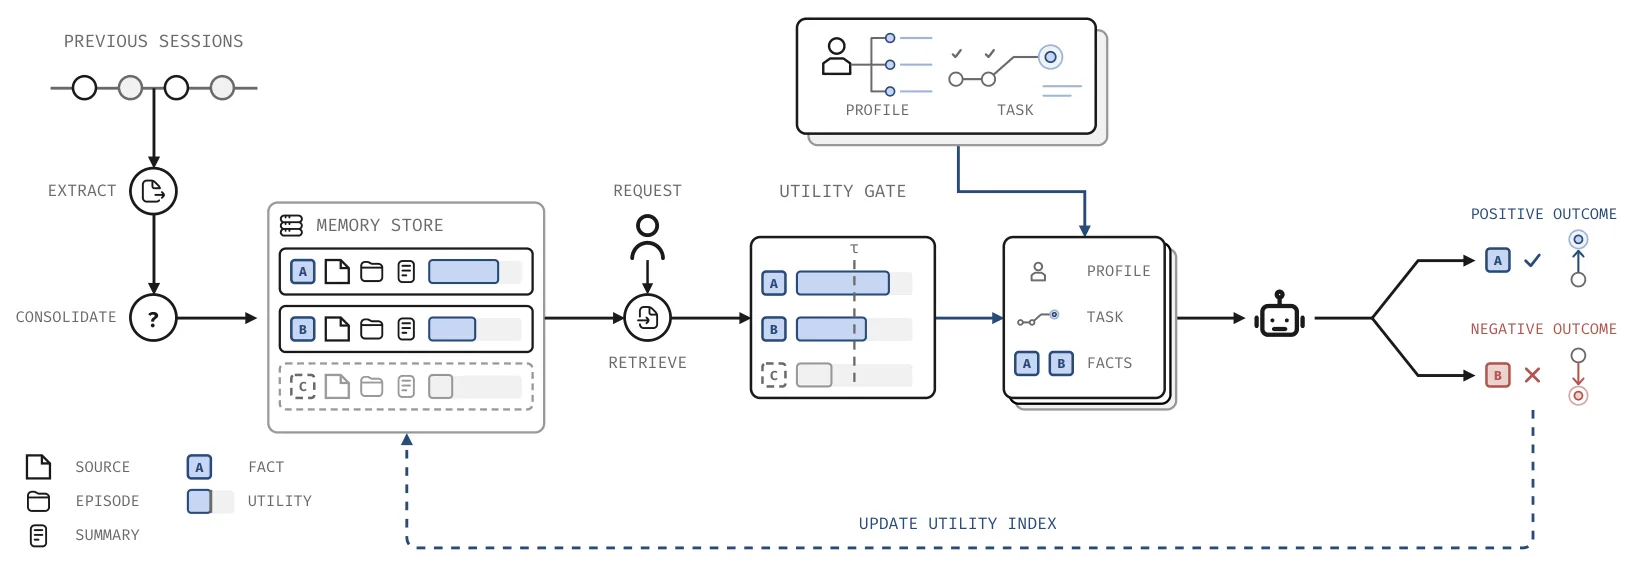 PREVIOUS SESSIONS
EXTRACT
CONSOLIDATE
?
MEMORY STORE
A
B
C
SOURCE
EPISODE
SUMMARY
A
FACT
UTILITY
REQUEST
RETRIEVE
UTILITY GATE
τ
A
B
C
PROFILE
TASK
PROFILE
TASK
A B FACTS
POSITIVE OUTCOME
A
NEGATIVE OUTCOME
B
UPDATE UTILITY INDEX